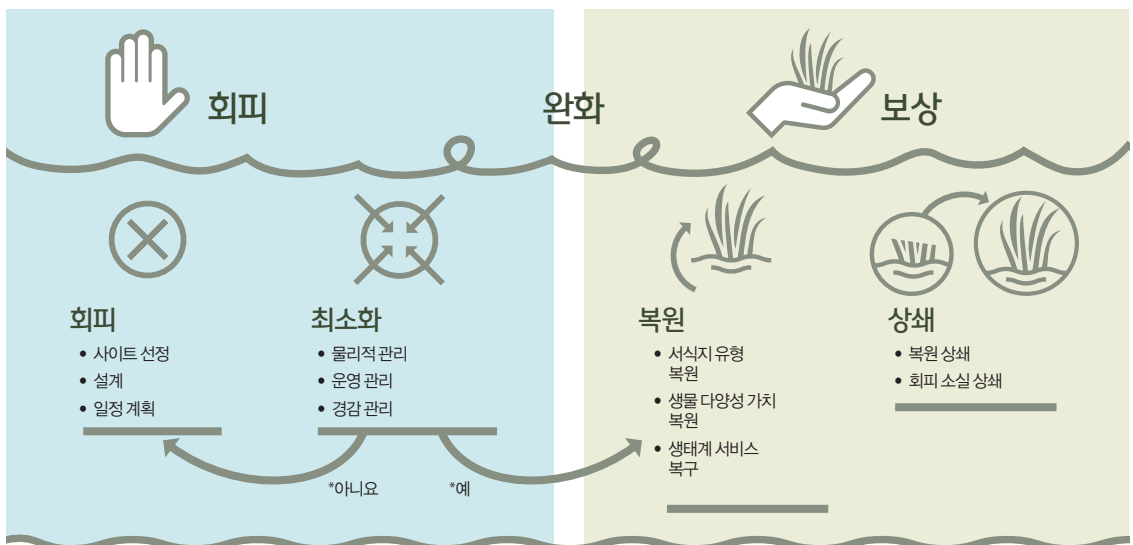 회피
완화
보상
회피
• 사이트 선정
• 설계
• 일정 계획
최소화
• 물리적 관리
• 운영 관리
• 경감 관리
*아니요
*예
복원
• 서식지 유형
복원
• 생물 다양성 가치
복원
• 생태계 서비스
복구
상쇄
• 복원 상쇄
• 회피 소실 상쇄